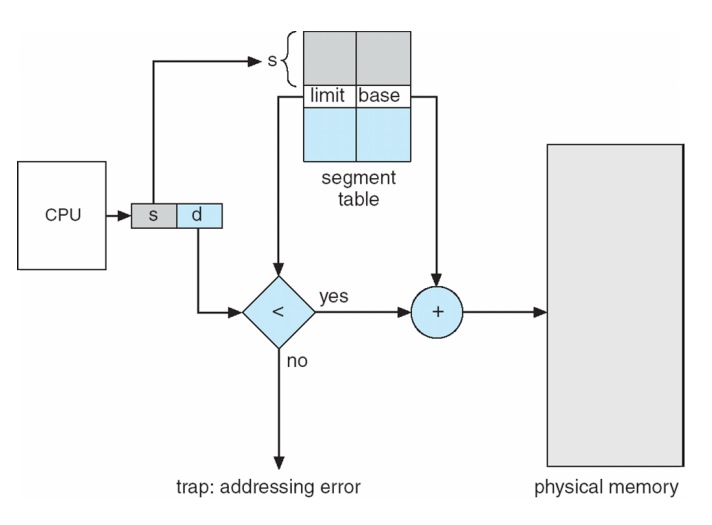 s
limit
base
segment
table
CPU
s
d
<
yes
+
no
trap: addressing error
physical memory